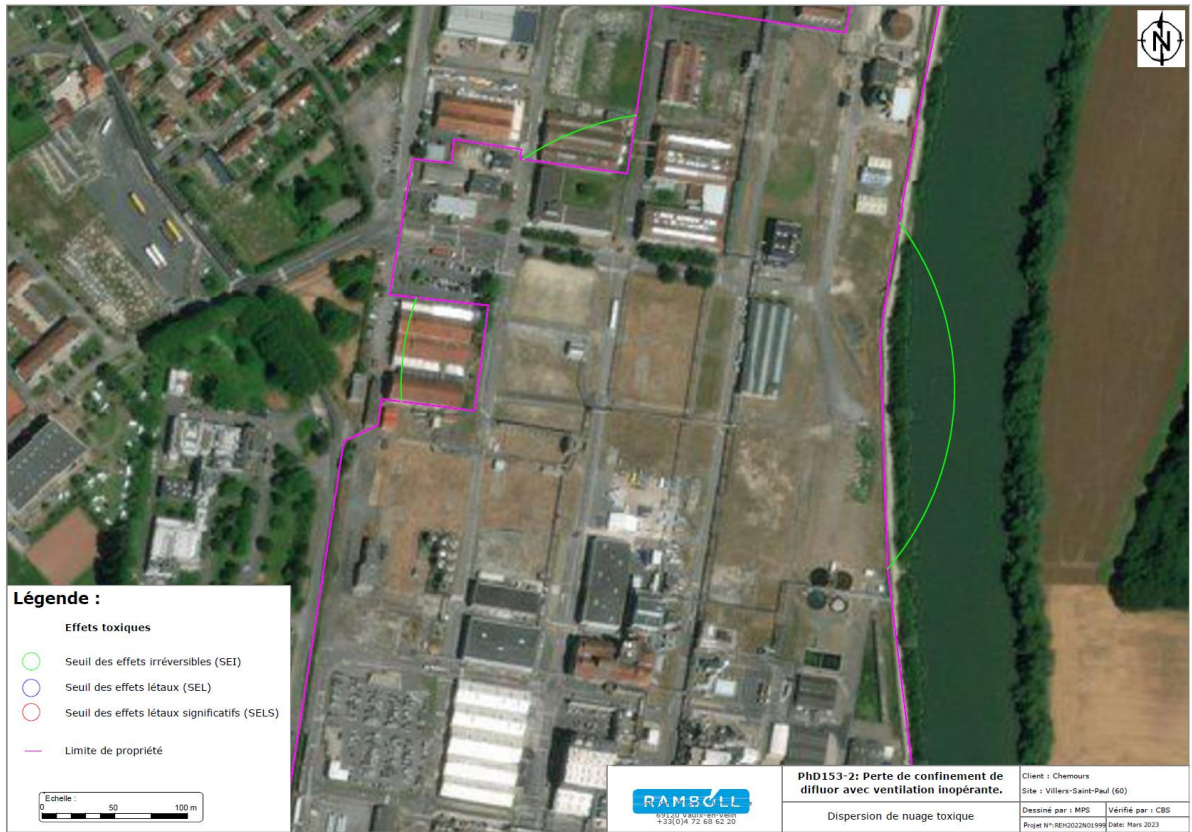 N
Légende :
Effets toxiques
Seuil des effets irréversibles (SEI)
Seuil des effets létaux (SEL)
Seuil des effets létaux significatifs (SELS)
Limite de propriété
Echelle :
0 50 100 m
RAMBOLL
69120 Vaulx-en-Velin
+33(0)4 72 68 62 20
PhD153-2: Perte de confinement de
difluor avec ventilation inopérante.
Dispersion de nuage toxique
Client : Chemours
Site : Villers-Saint-Paul (60)
Dessiné par : MPS
Vérifié par : CBS
Projet N°:REH2022N01999
Date: Mars 2023